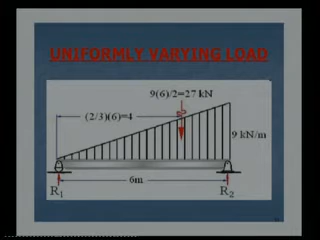 UNIFORMLY VARYING LOAD
9(6)/2=27 kN
(2/3)(6)=4
9 kN/m
6m
R1 R2